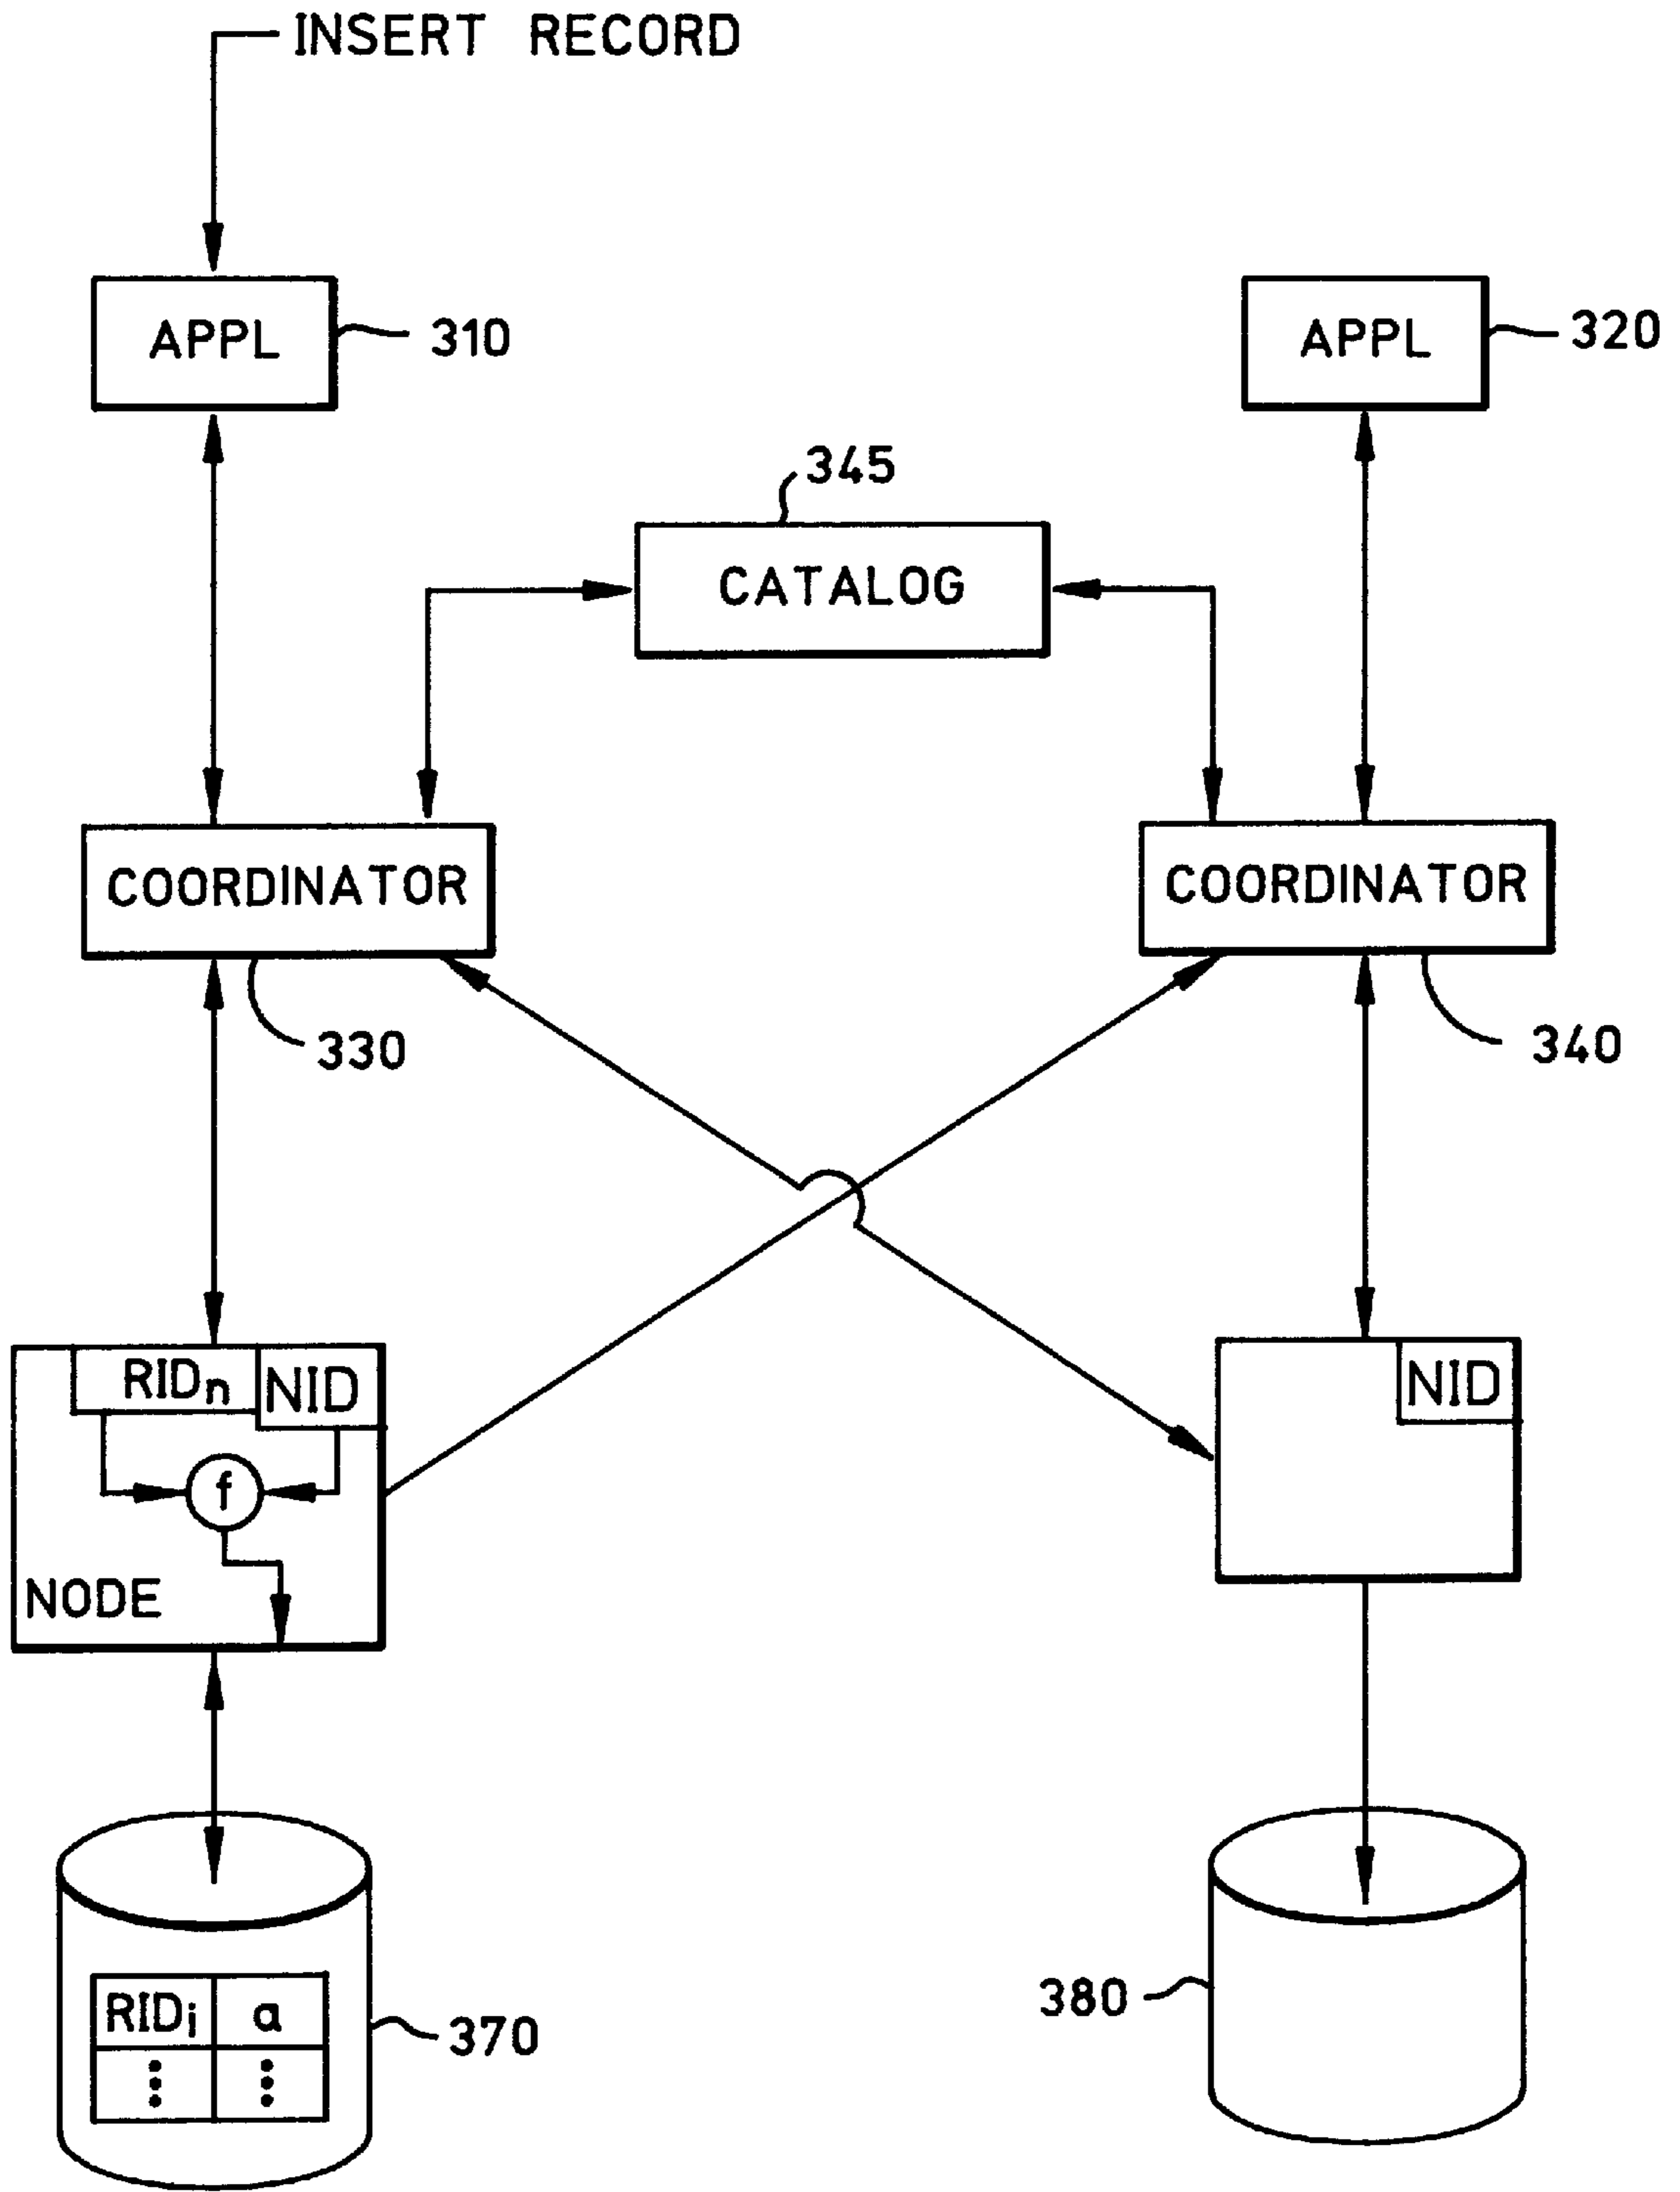 INSERT RECORD
APPL
310
APPL
320
345
CATALOG
COORDINATOR
COORDINATOR
330
340
RIDn
NID
NID
f
NODE
RIDi
a
370
380